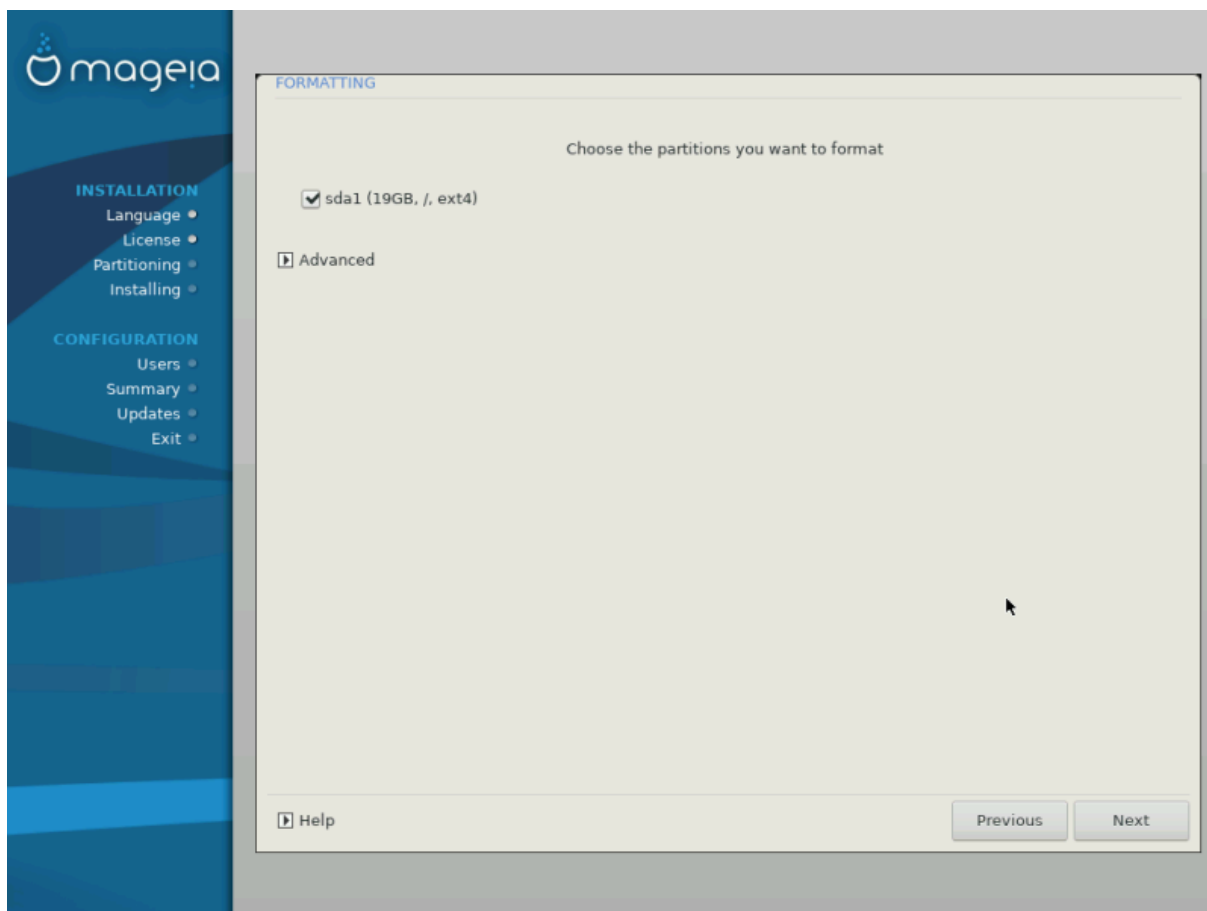 mageia
INSTALLATION
Language
License
Partitioning
Installing
CONFIGURATION
Users
Summary
Updates
Exit
FORMATTING
Choose the partitions you want to format
sda1 (19GB, /, ext4)
Advanced
Help
Previous
Next